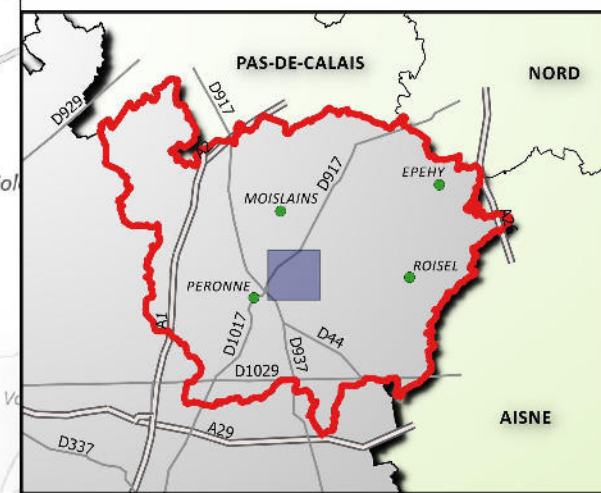 PAS-DE-CALAIS
NORD
D929
D917
A2
D917
EPEHY
MOISLAINS
A26
ROISEL
PERONNE
A1
D1017
D44
D937
D1029
AISNE
A29
D337